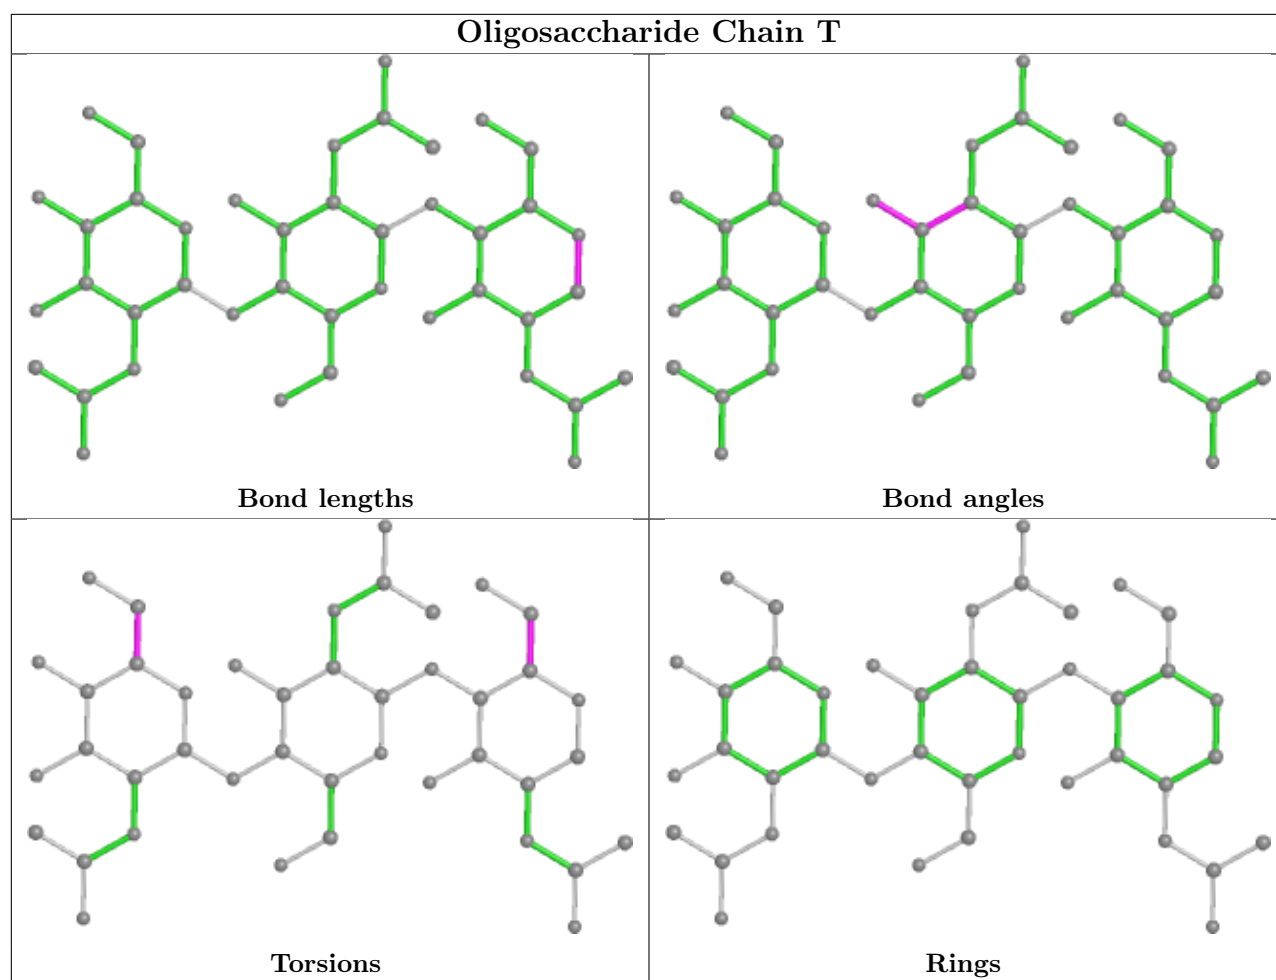 Oligosaccharide Chain T
Bond lengths
Bond angles
Torsions
Rings